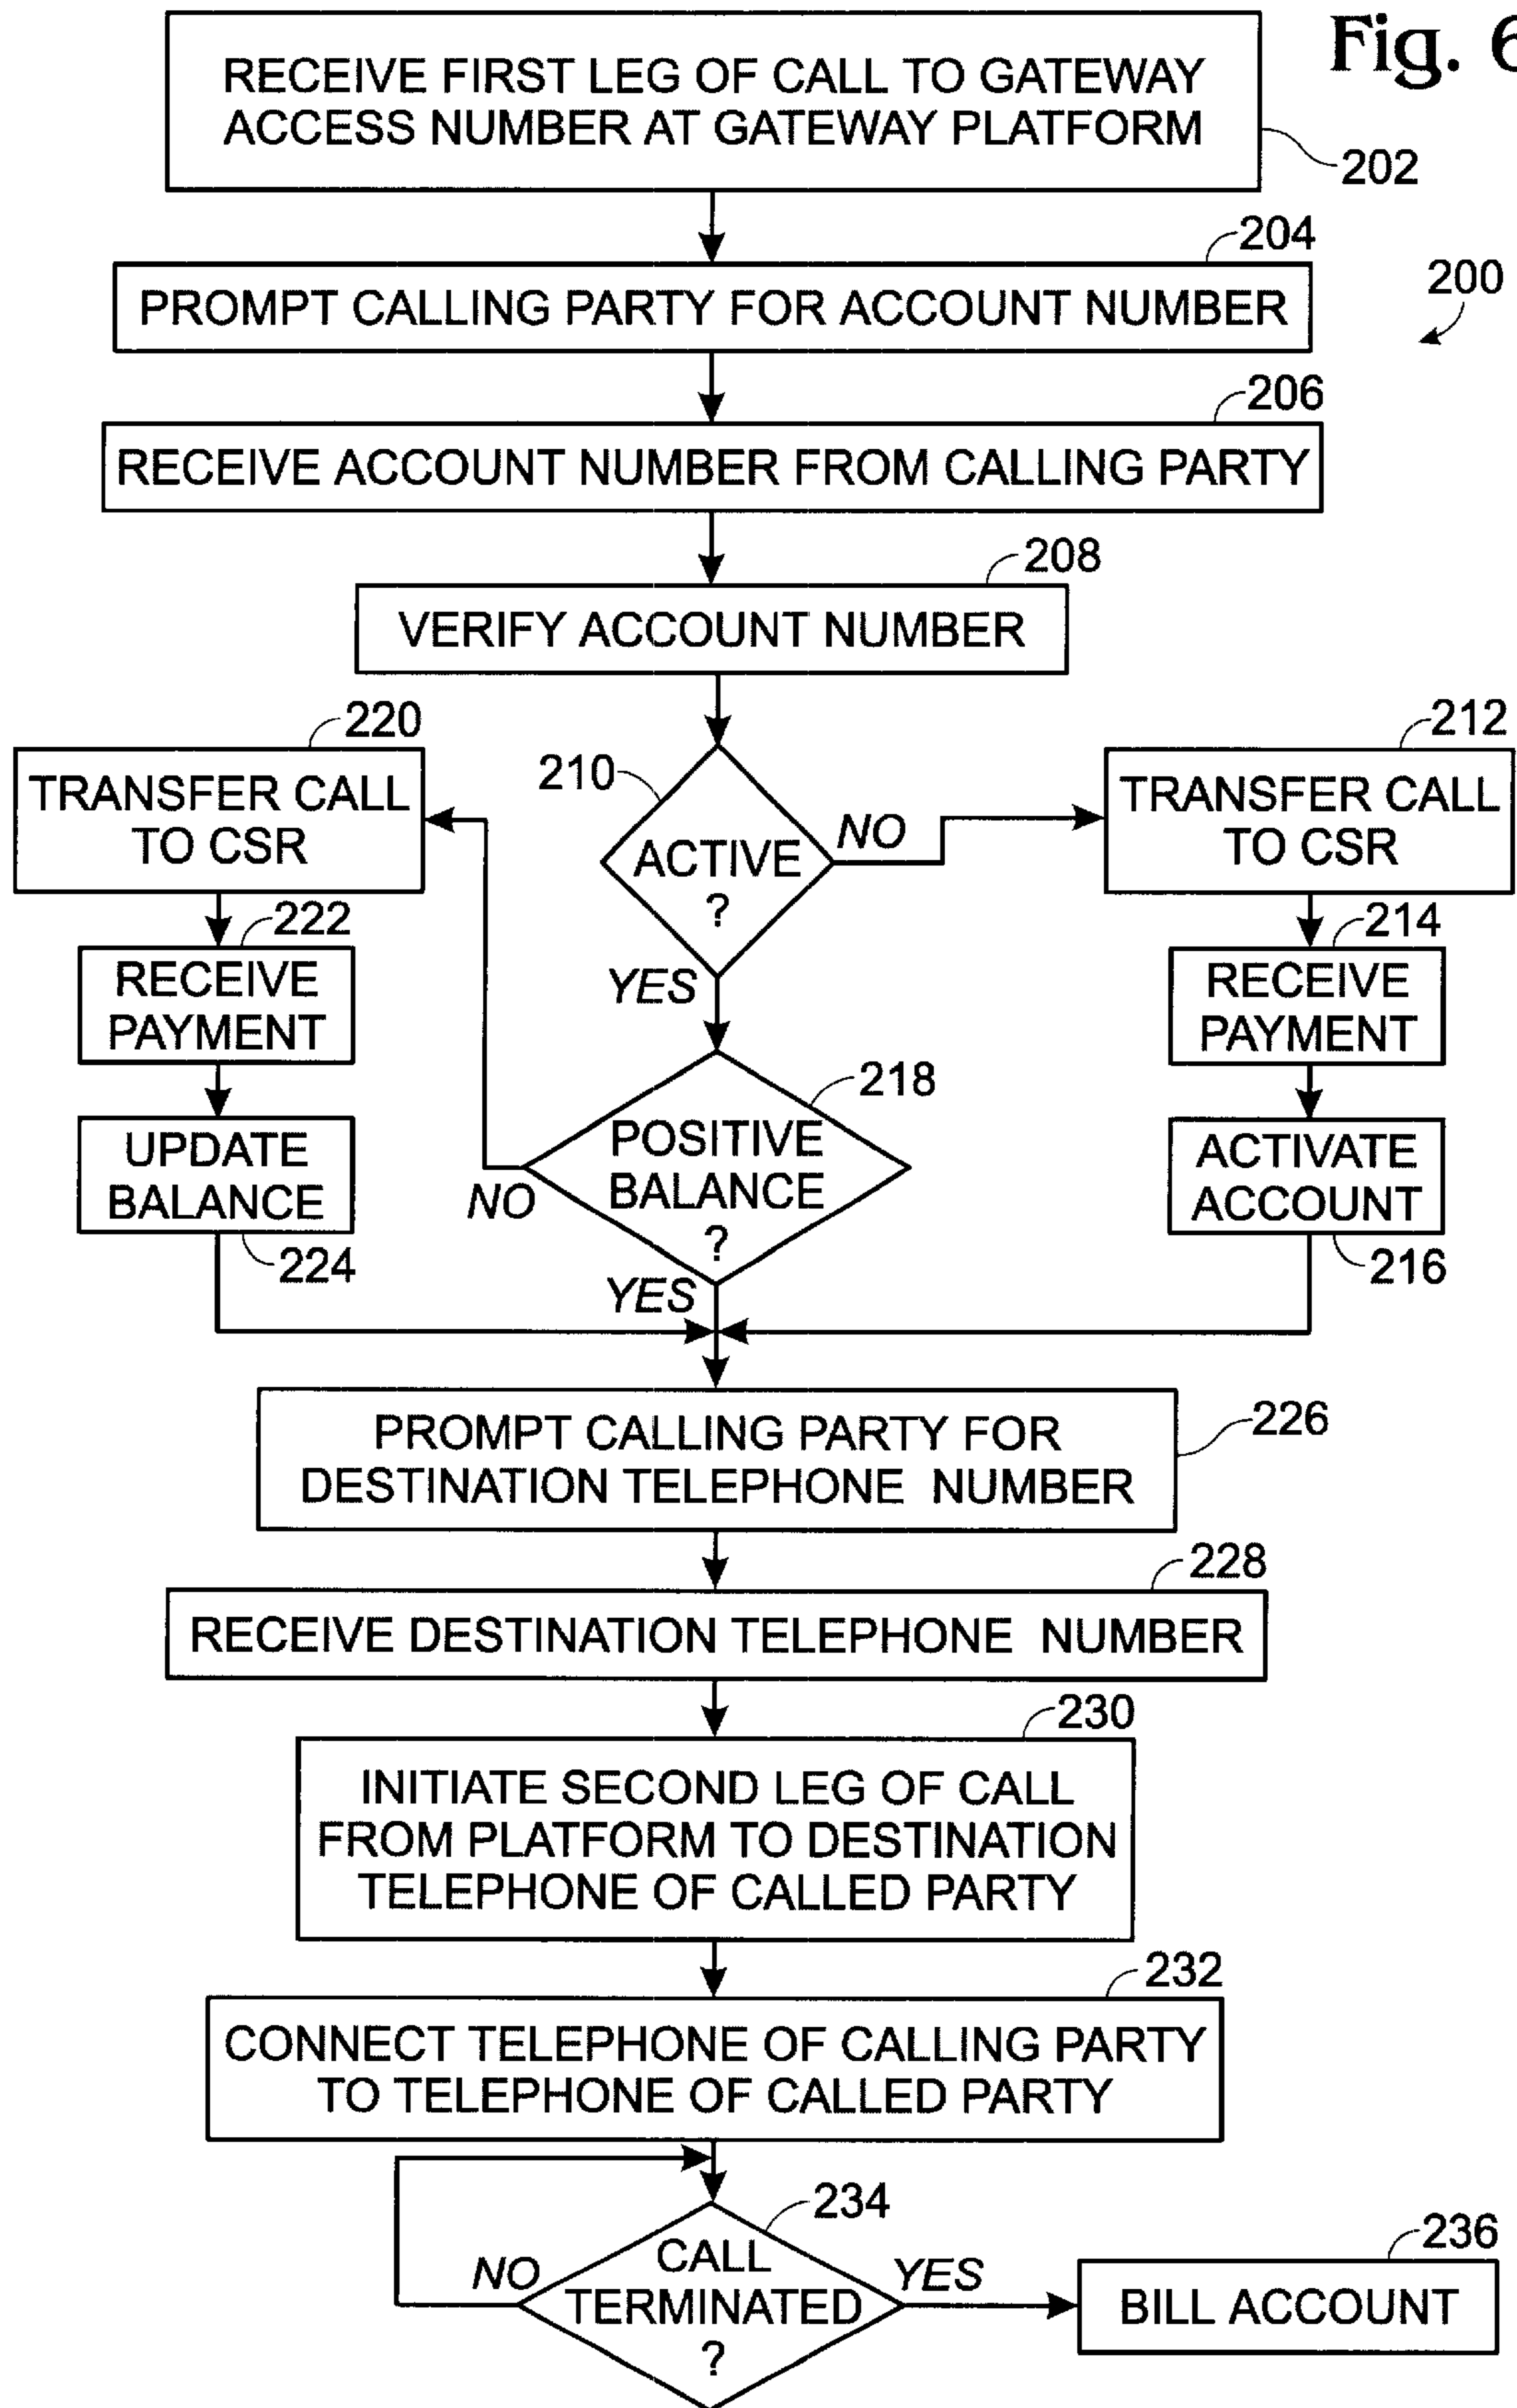 Fig. 6
RECEIVE FIRST LEG OF CALL TO GATEWAY
ACCESS NUMBER AT GATEWAY PLATFORM
202
204
PROMPT CALLING PARTY FOR ACCOUNT NUMBER
200
206
RECEIVE ACCOUNT NUMBER FROM CALLING PARTY
208
VERIFY ACCOUNT NUMBER
210
ACTIVE
?
NO
YES
212
TRANSFER CALL
TO CSR
214
RECEIVE
PAYMENT
ACTIVATE
ACCOUNT
216
218
POSITIVE
BALANCE
?
NO
YES
220
TRANSFER CALL
TO CSR
222
RECEIVE
PAYMENT
UPDATE
BALANCE
224
PROMPT CALLING PARTY FOR
DESTINATION TELEPHONE NUMBER
226
228
RECEIVE DESTINATION TELEPHONE NUMBER
230
INITIATE SECOND LEG OF CALL
FROM PLATFORM TO DESTINATION
TELEPHONE OF CALLED PARTY
232
CONNECT TELEPHONE OF CALLING PARTY
TO TELEPHONE OF CALLED PARTY
234
CALL
TERMINATED
?
NO
YES
236
BILL ACCOUNT